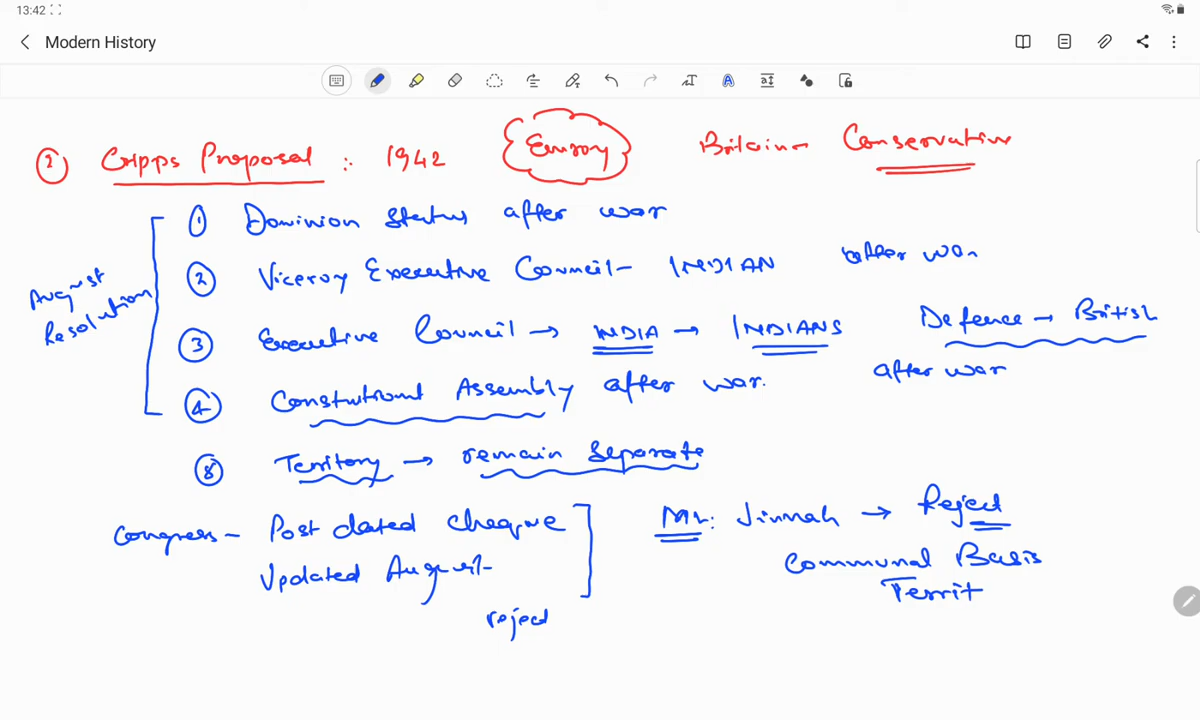 13:42
Modern History
② Cripps Proposal : 1942 Emroy Britain - Conservative
August Resolution
① Dominion Status after war
② Viceroy Executive Council - INDIAN after war
③ Executive Council → INDIA → INDIANS Defence → British
after war
④ Constutiont Assembly after war.
⑧ Territory → remain Separate
Congress - Post dated cheque
Updated August
reject
Mr: Jinnah → Reject
Communal Basis
Territ